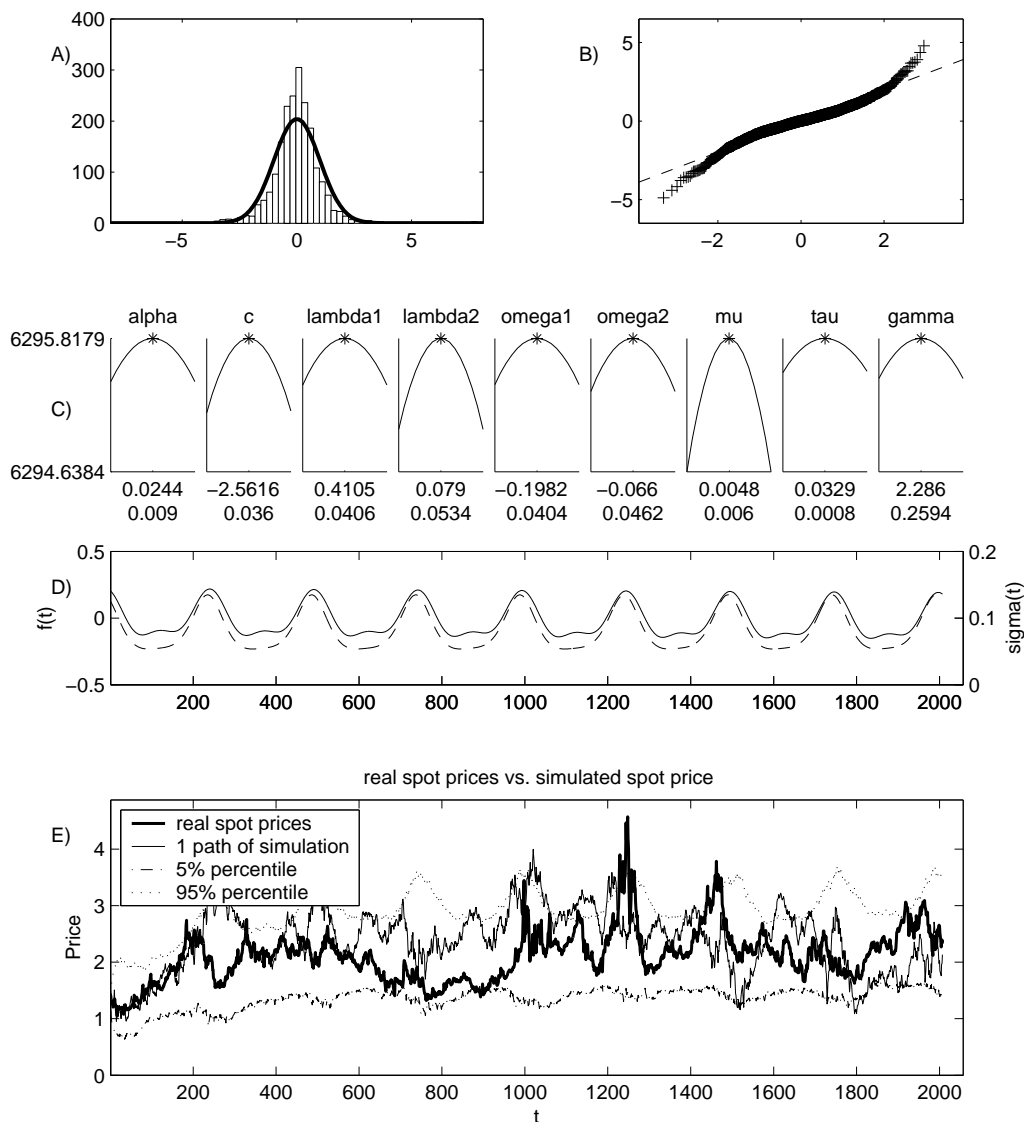 A)
400
300
200
100
0
−5 0 5
B)
5
0
−5
−2 0 2
C)
alpha c lambda1 lambda2 omega1 omega2 mu tau gamma
6295.8179
6294.6384
0.0244 −2.5616 0.4105 0.079 −0.1982 −0.066 0.0048 0.0329 2.286
0.009 0.036 0.0406 0.0534 0.0404 0.0462 0.006 0.0008 0.2594
D)
f(t)
0.5
0
−0.5
0.2
0.1
0
sigma(t)
200 400 600 800 1000 1200 1400 1600 1800 2000
real spot prices vs. simulated spot price
E)
real spot prices
1 path of simulation
5% percentile
95% percentile
Price
4
3
2
1
0
200 400 600 800 1000 1200 1400 1600 1800 2000
t